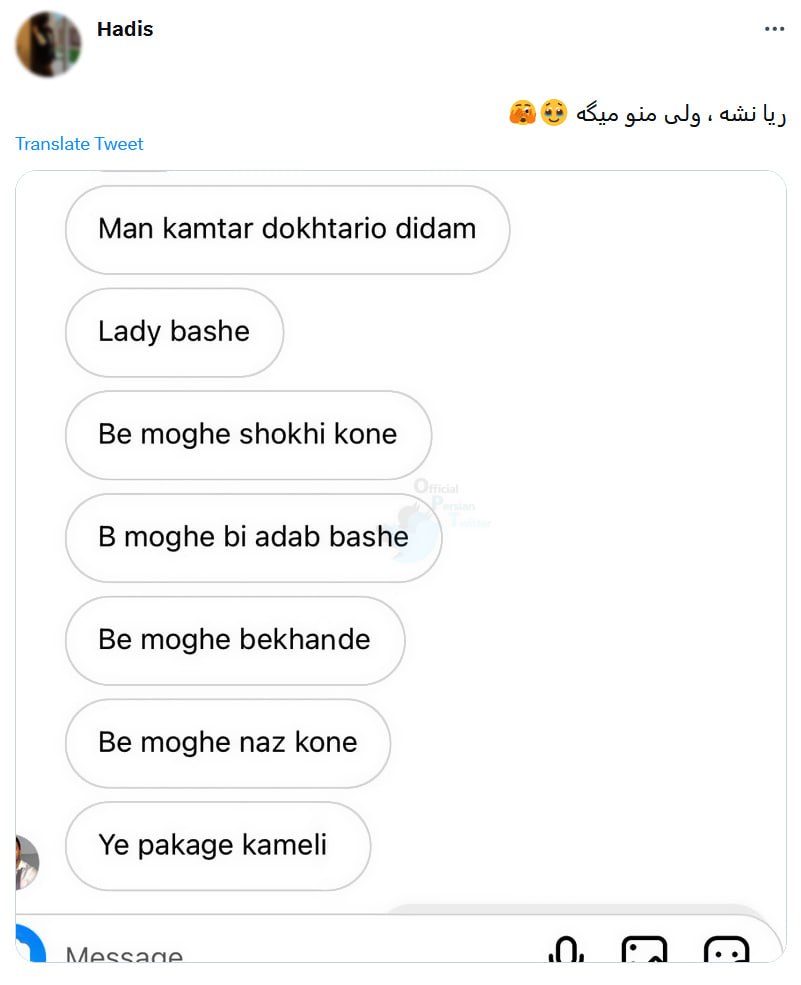 Hadis
ریا نشه ، ولی منو میگه 🥹🫣
Translate Tweet
Man kamtar dokhtario didam
Lady bashe
Be moghe shokhi kone
Official
Persian
Twitter
B moghe bi adab bashe
Be moghe bekhande
Be moghe naz kone
Ye pakage kameli
Message